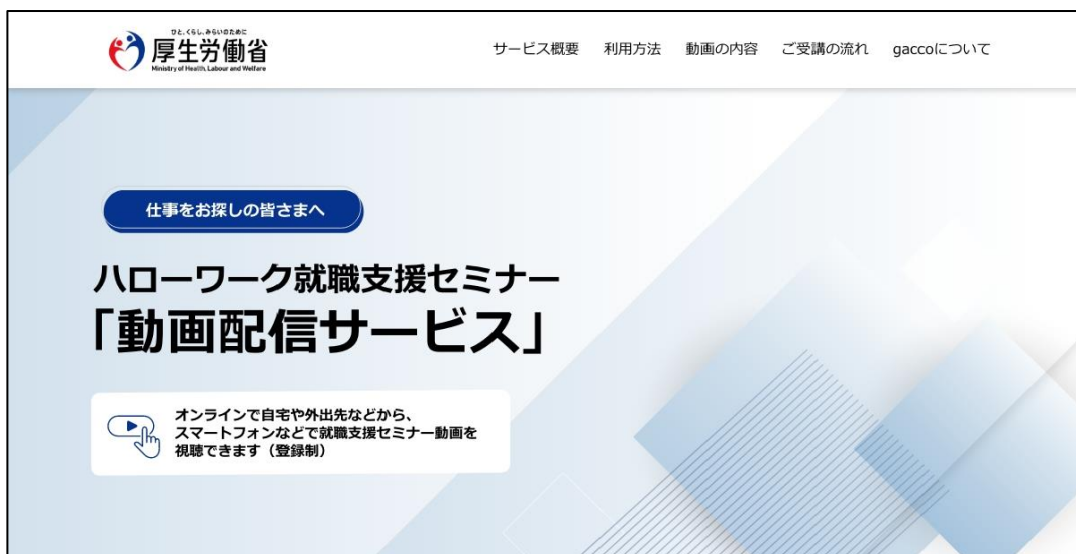 ひと、くらし、みらいのために
厚生労働省
Ministry of Health, Labour and Welfare
サービス概要 利用方法 動画の内容 ご受講の流れ gaccoについて
仕事をお探しの皆さまへ
ハローワーク就職支援セミナー
「動画配信サービス」
オンラインで自宅や外出先などから、
スマートフォンなどで就職支援セミナー動画を
視聴できます（登録制）